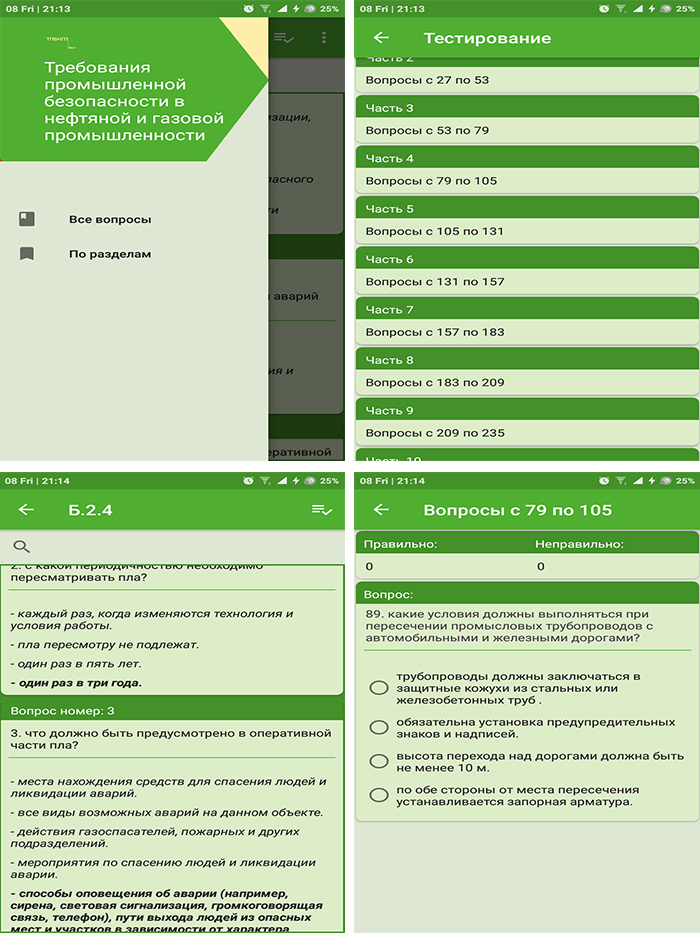 08 Fri | 21:13
25%
Требования
промышленной
безопасности в
нефтяной и газовой
промышленности
Все вопросы
По разделам
изации,
пасного
ти
аварий
ия и
еративной
08 Fri | 21:13
25%
Тестирование
Часть 2
Вопросы с 27 по 53
Часть 3
Вопросы с 53 по 79
Часть 4
Вопросы с 79 по 105
Часть 5
Вопросы с 105 по 131
Часть 6
Вопросы с 131 по 157
Часть 7
Вопросы с 157 по 183
Часть 8
Вопросы с 183 по 209
Часть 9
Вопросы с 209 по 235
Часть 10
08 Fri | 21:14
25%
Б.2.4
2. с какой периодичностью необходимо
пересматривать пла?
- каждый раз, когда изменяются технология и
условия работы.
- пла пересмотру не подлежат.
- один раз в пять лет.
- один раз в три года.
Вопрос номер: 3
3. что должно быть предусмотрено в оперативной
части пла?
- места нахождения средств для спасения людей и
ликвидации аварий.
- все виды возможных аварий на данном объекте.
- действия газоспасателей, пожарных и других
подразделений.
- мероприятия по спасению людей и ликвидации
аварии.
- способы оповещения об аварии (например,
сирена, световая сигнализация, громкоговорящая
связь, телефон), пути выхода людей из опасных
мест и участков в зависимости от характера
08 Fri | 21:14
25%
Вопросы с 79 по 105
Правильно:
Неправильно:
0
0
Вопрос:
89. какие условия должны выполняться при
пересечении промысловых трубопроводов с
автомобильными и железными дорогами?
трубопроводы должны заключаться в
защитные кожухи из стальных или
железобетонных труб .
обязательна установка предупредительных
знаков и надписей.
высота перехода над дорогами должна быть
не менее 10 м.
по обе стороны от места пересечения
устанавливается запорная арматура.